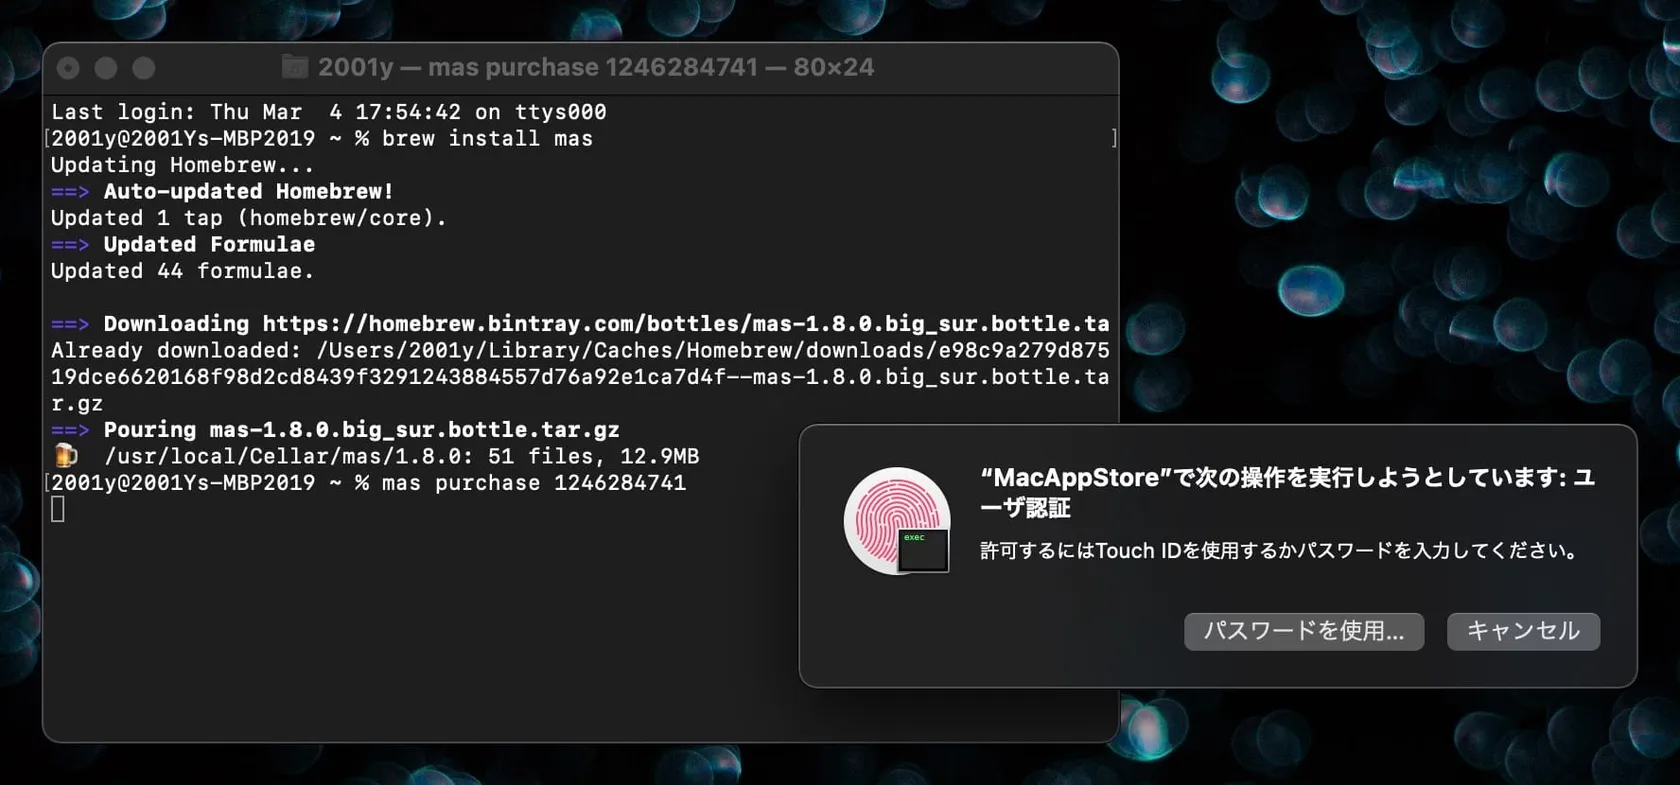 2001y — mas purchase 1246284741 — 80×24
Last login: Thu Mar  4 17:54:42 on ttys000
[2001y@2001Ys-MBP2019 ~ % brew install mas ]
Updating Homebrew...
==> Auto-updated Homebrew!
Updated 1 tap (homebrew/core).
==> Updated Formulae
Updated 44 formulae.
==> Downloading https://homebrew.bintray.com/bottles/mas-1.8.0.big_sur.bottle.ta
Already downloaded: /Users/2001y/Library/Caches/Homebrew/downloads/e98c9a279d875
19dce6620168f98d2cd8439f3291243884557d76a92e1ca7d4f--mas-1.8.0.big_sur.bottle.ta
r.gz
==> Pouring mas-1.8.0.big_sur.bottle.tar.gz
🍺  /usr/local/Cellar/mas/1.8.0: 51 files, 12.9MB
[2001y@2001Ys-MBP2019 ~ % mas purchase 1246284741
“MacAppStore”で次の操作を実行しようとしています: ユ
ーザ認証
exec
許可するにはTouch IDを使用するかパスワードを入力してください。
パスワードを使用...
キャンセル